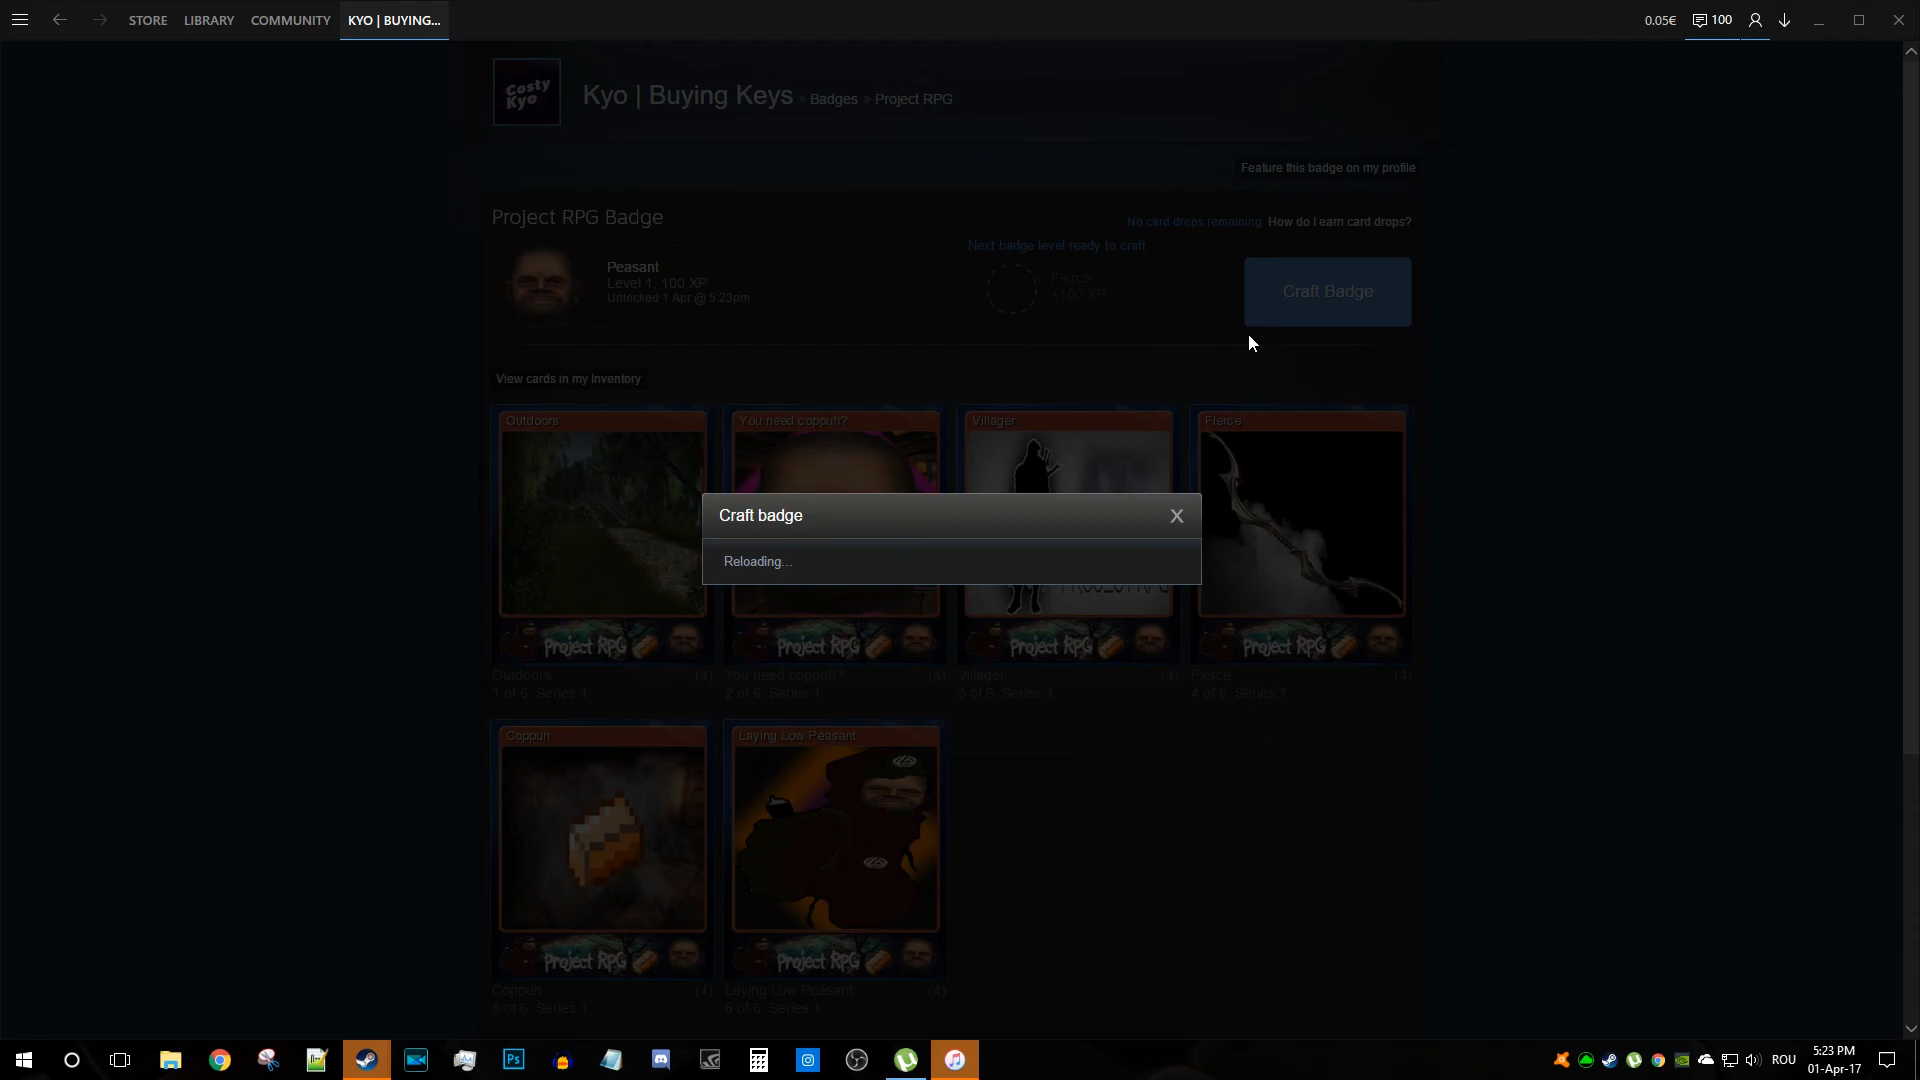 STORE LIBRARY COMMUNITY KYO | BUYING... 0.05€ 100
Costy
Kyo
Kyo | Buying Keys » Badges » Project RPG
Feature this badge on my profile
Project RPG Badge
No card drops remaining How do I earn card drops?
Next badge level ready to craft
Peasant
Level 1, 100 XP
Unlocked 1 Apr @ 5:23pm
Fierce
+100 XP
Craft Badge
View cards in my Inventory
Outdoors You need coppuh? Villager Fierce
Craft badge X
Reloading...
Project RPG Project RPG Project RPG Project RPG
Outdoors (4) You need coppuh? (4) Villager (4) Fierce (4)
1 of 6, Series 1 2 of 6, Series 1 3 of 6, Series 1 4 of 6, Series 1
Coppuh Laying Low Peasant
Project RPG Project RPG
Coppuh (4) Laying Low Peasant (4)
5 of 6, Series 1 6 of 6, Series 1
Ps ROU 5:23 PM
01-Apr-17